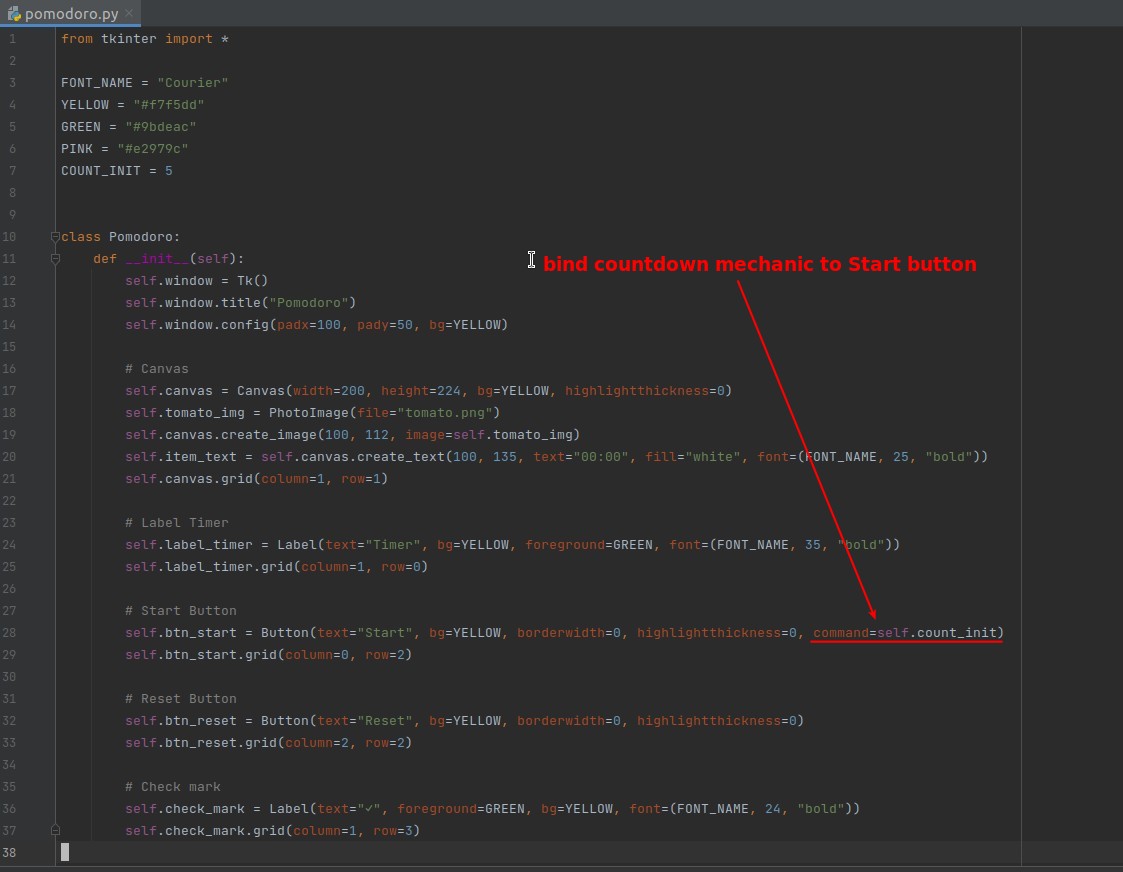 pomodoro.py
1 from tkinter import *
2
3 FONT_NAME = "Courier"
4 YELLOW = "#f7f5dd"
5 GREEN = "#9bdeac"
6 PINK = "#e2979c"
7 COUNT_INIT = 5
8
9
10 class Pomodoro:
11     def __init__(self):
bind countdown mechanic to Start button
12         self.window = Tk()
13         self.window.title("Pomodoro")
14         self.window.config(padx=100, pady=50, bg=YELLOW)
15
16         # Canvas
17         self.canvas = Canvas(width=200, height=224, bg=YELLOW, highlightthickness=0)
18         self.tomato_img = PhotoImage(file="tomato.png")
19         self.canvas.create_image(100, 112, image=self.tomato_img)
20         self.item_text = self.canvas.create_text(100, 135, text="00:00", fill="white", font=(FONT_NAME, 25, "bold"))
21         self.canvas.grid(column=1, row=1)
22
23         # Label Timer
24         self.label_timer = Label(text="Timer", bg=YELLOW, foreground=GREEN, font=(FONT_NAME, 35, "bold"))
25         self.label_timer.grid(column=1, row=0)
26
27         # Start Button
28         self.btn_start = Button(text="Start", bg=YELLOW, borderwidth=0, highlightthickness=0, command=self.count_init)
29         self.btn_start.grid(column=0, row=2)
30
31         # Reset Button
32         self.btn_reset = Button(text="Reset", bg=YELLOW, borderwidth=0, highlightthickness=0)
33         self.btn_reset.grid(column=2, row=2)
34
35         # Check mark
36         self.check_mark = Label(text="✓", foreground=GREEN, bg=YELLOW, font=(FONT_NAME, 24, "bold"))
37         self.check_mark.grid(column=1, row=3)
38